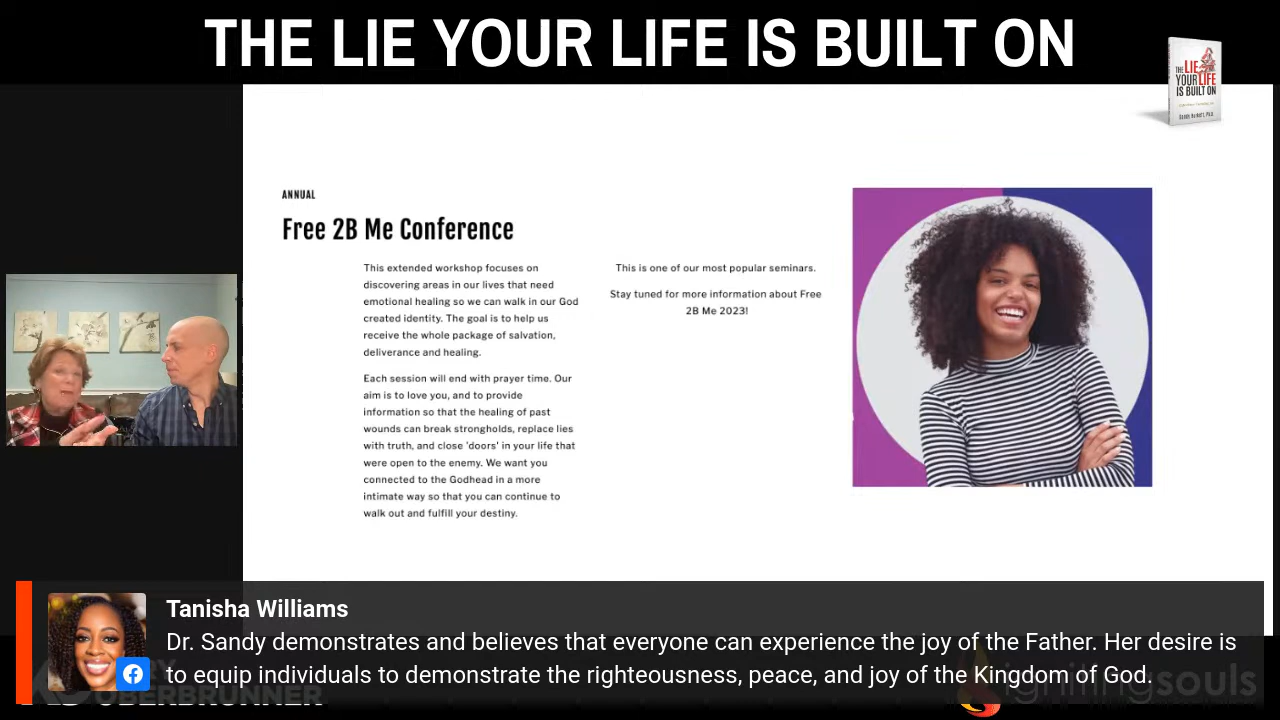 THE LIE YOUR LIFE IS BUILT ON
THE LIE
YOUR LIFE
IS BUILT ON
ANNUAL
Free 2B Me Conference
This extended workshop focuses on
discovering areas in our lives that need
emotional healing so we can walk in our God
created identity. The goal is to help us
receive the whole package of salvation,
deliverance and healing.
Each session will end with prayer time. Our
aim is to love you, and to provide
information so that the healing of past
wounds can break strongholds, replace lies
with truth, and close 'doors' in your life that
were open to the enemy. We want you
connected to the Godhead in a more
intimate way so that you can continue to
walk out and fulfill your destiny.
This is one of our most popular seminars.
Stay tuned for more information about Free
2B Me 2023!
Tanisha Williams
Dr. Sandy demonstrates and believes that everyone can experience the joy of the Father. Her desire is
to equip individuals to demonstrate the righteousness, peace, and joy of the Kingdom of God.
OBERBRUNNER
ignitingsouls